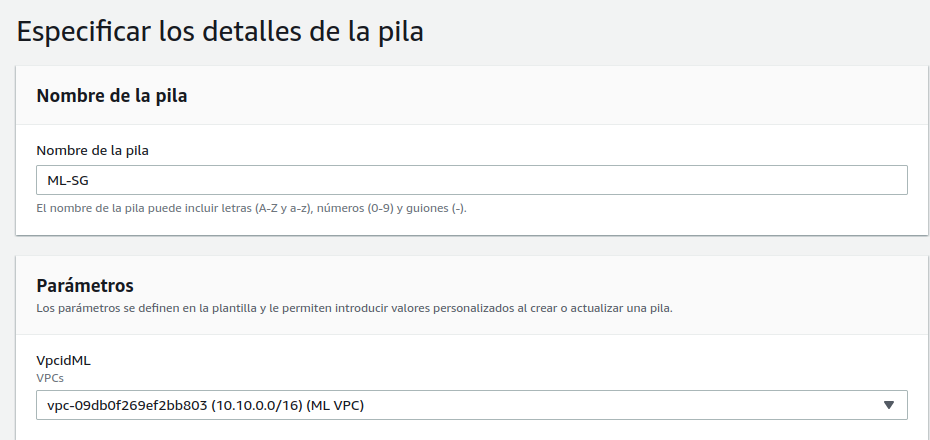 Especificar los detalles de la pila
Nombre de la pila
Nombre de la pila
ML-SG
El nombre de la pila puede incluir letras (A-Z y a-z), números (0-9) y guiones (-).
Parámetros
Los parámetros se definen en la plantilla y le permiten introducir valores personalizados al crear o actualizar una pila.
VpcidML
VPCs
vpc-09db0f269ef2bb803 (10.10.0.0/16) (ML VPC)